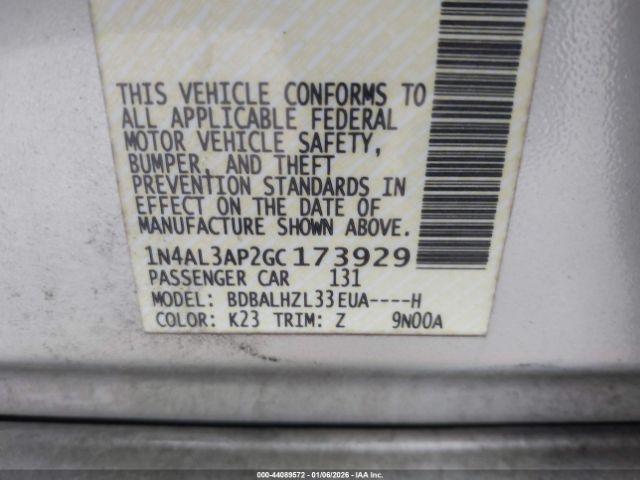 THIS VEHICLE CONFORMS TO
ALL APPLICABLE FEDERAL
MOTOR VEHICLE SAFETY,
BUMPER, AND THEFT
PREVENTION STANDARDS IN
EFFECT ON THE DATE OF
MANUFACTURE SHOWN ABOVE.
1N4AL3AP2GC173929
PASSENGER CAR 131
MODEL: BDBALHZL33EUA----H
COLOR: K23 TRIM: Z 9N00A
000-44089572 | 01/06/2026 | IAA Inc.